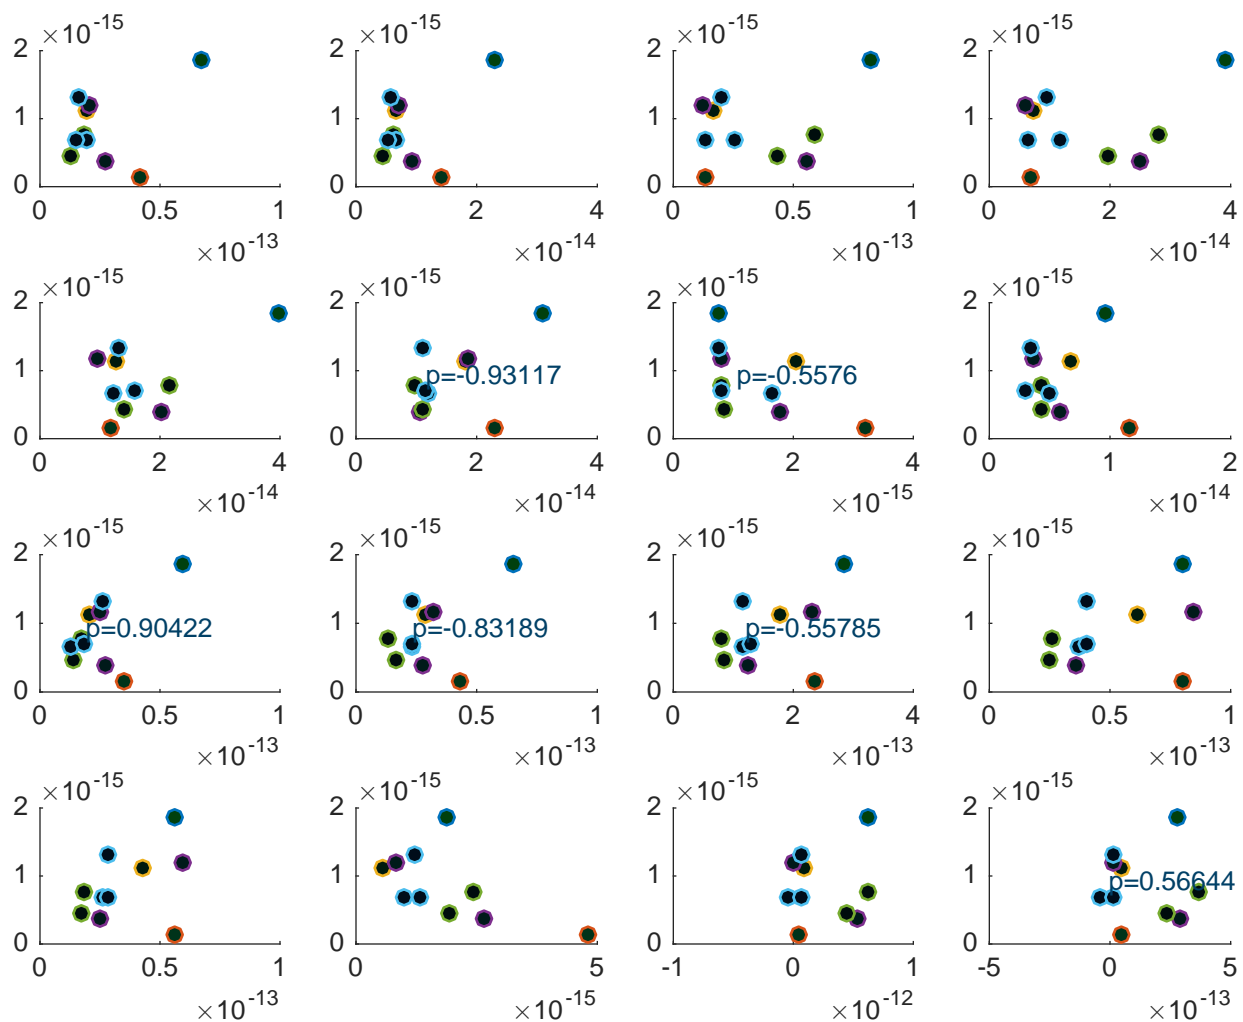 ×10-15 ×10-15 ×10-15 ×10-15
2 2 2 2
1 1 1 1
0 0 0 0
0 0.5 1 0 2 4 0 0.5 1 0 2 4
×10-13 ×10-14 ×10-13 ×10-14
×10-15 ×10-15 ×10-15 ×10-15
2 2 2 2
1 p=-0.93117 1 p=-0.5576 1 1
0 0 0 0
0 2 4 0 2 4 0 2 4 0 1 2
×10-14 ×10-14 ×10-15 ×10-14
×10-15 ×10-15 ×10-15 ×10-15
2 2 2 2
1 p=0.90422 1 p=-0.83189 1 p=-0.55785 1
0 0 0 0
0 0.5 1 0 0.5 1 0 2 4 0 0.5 1
×10-13 ×10-13 ×10-13 ×10-13
×10-15 ×10-15 ×10-15 ×10-15
2 2 2 2
1 1 1 1 p=0.56644
0 0 0 0
0 0.5 1 0 5 -1 0 1 -5 0 5
×10-13 ×10-15 ×10-12 ×10-13